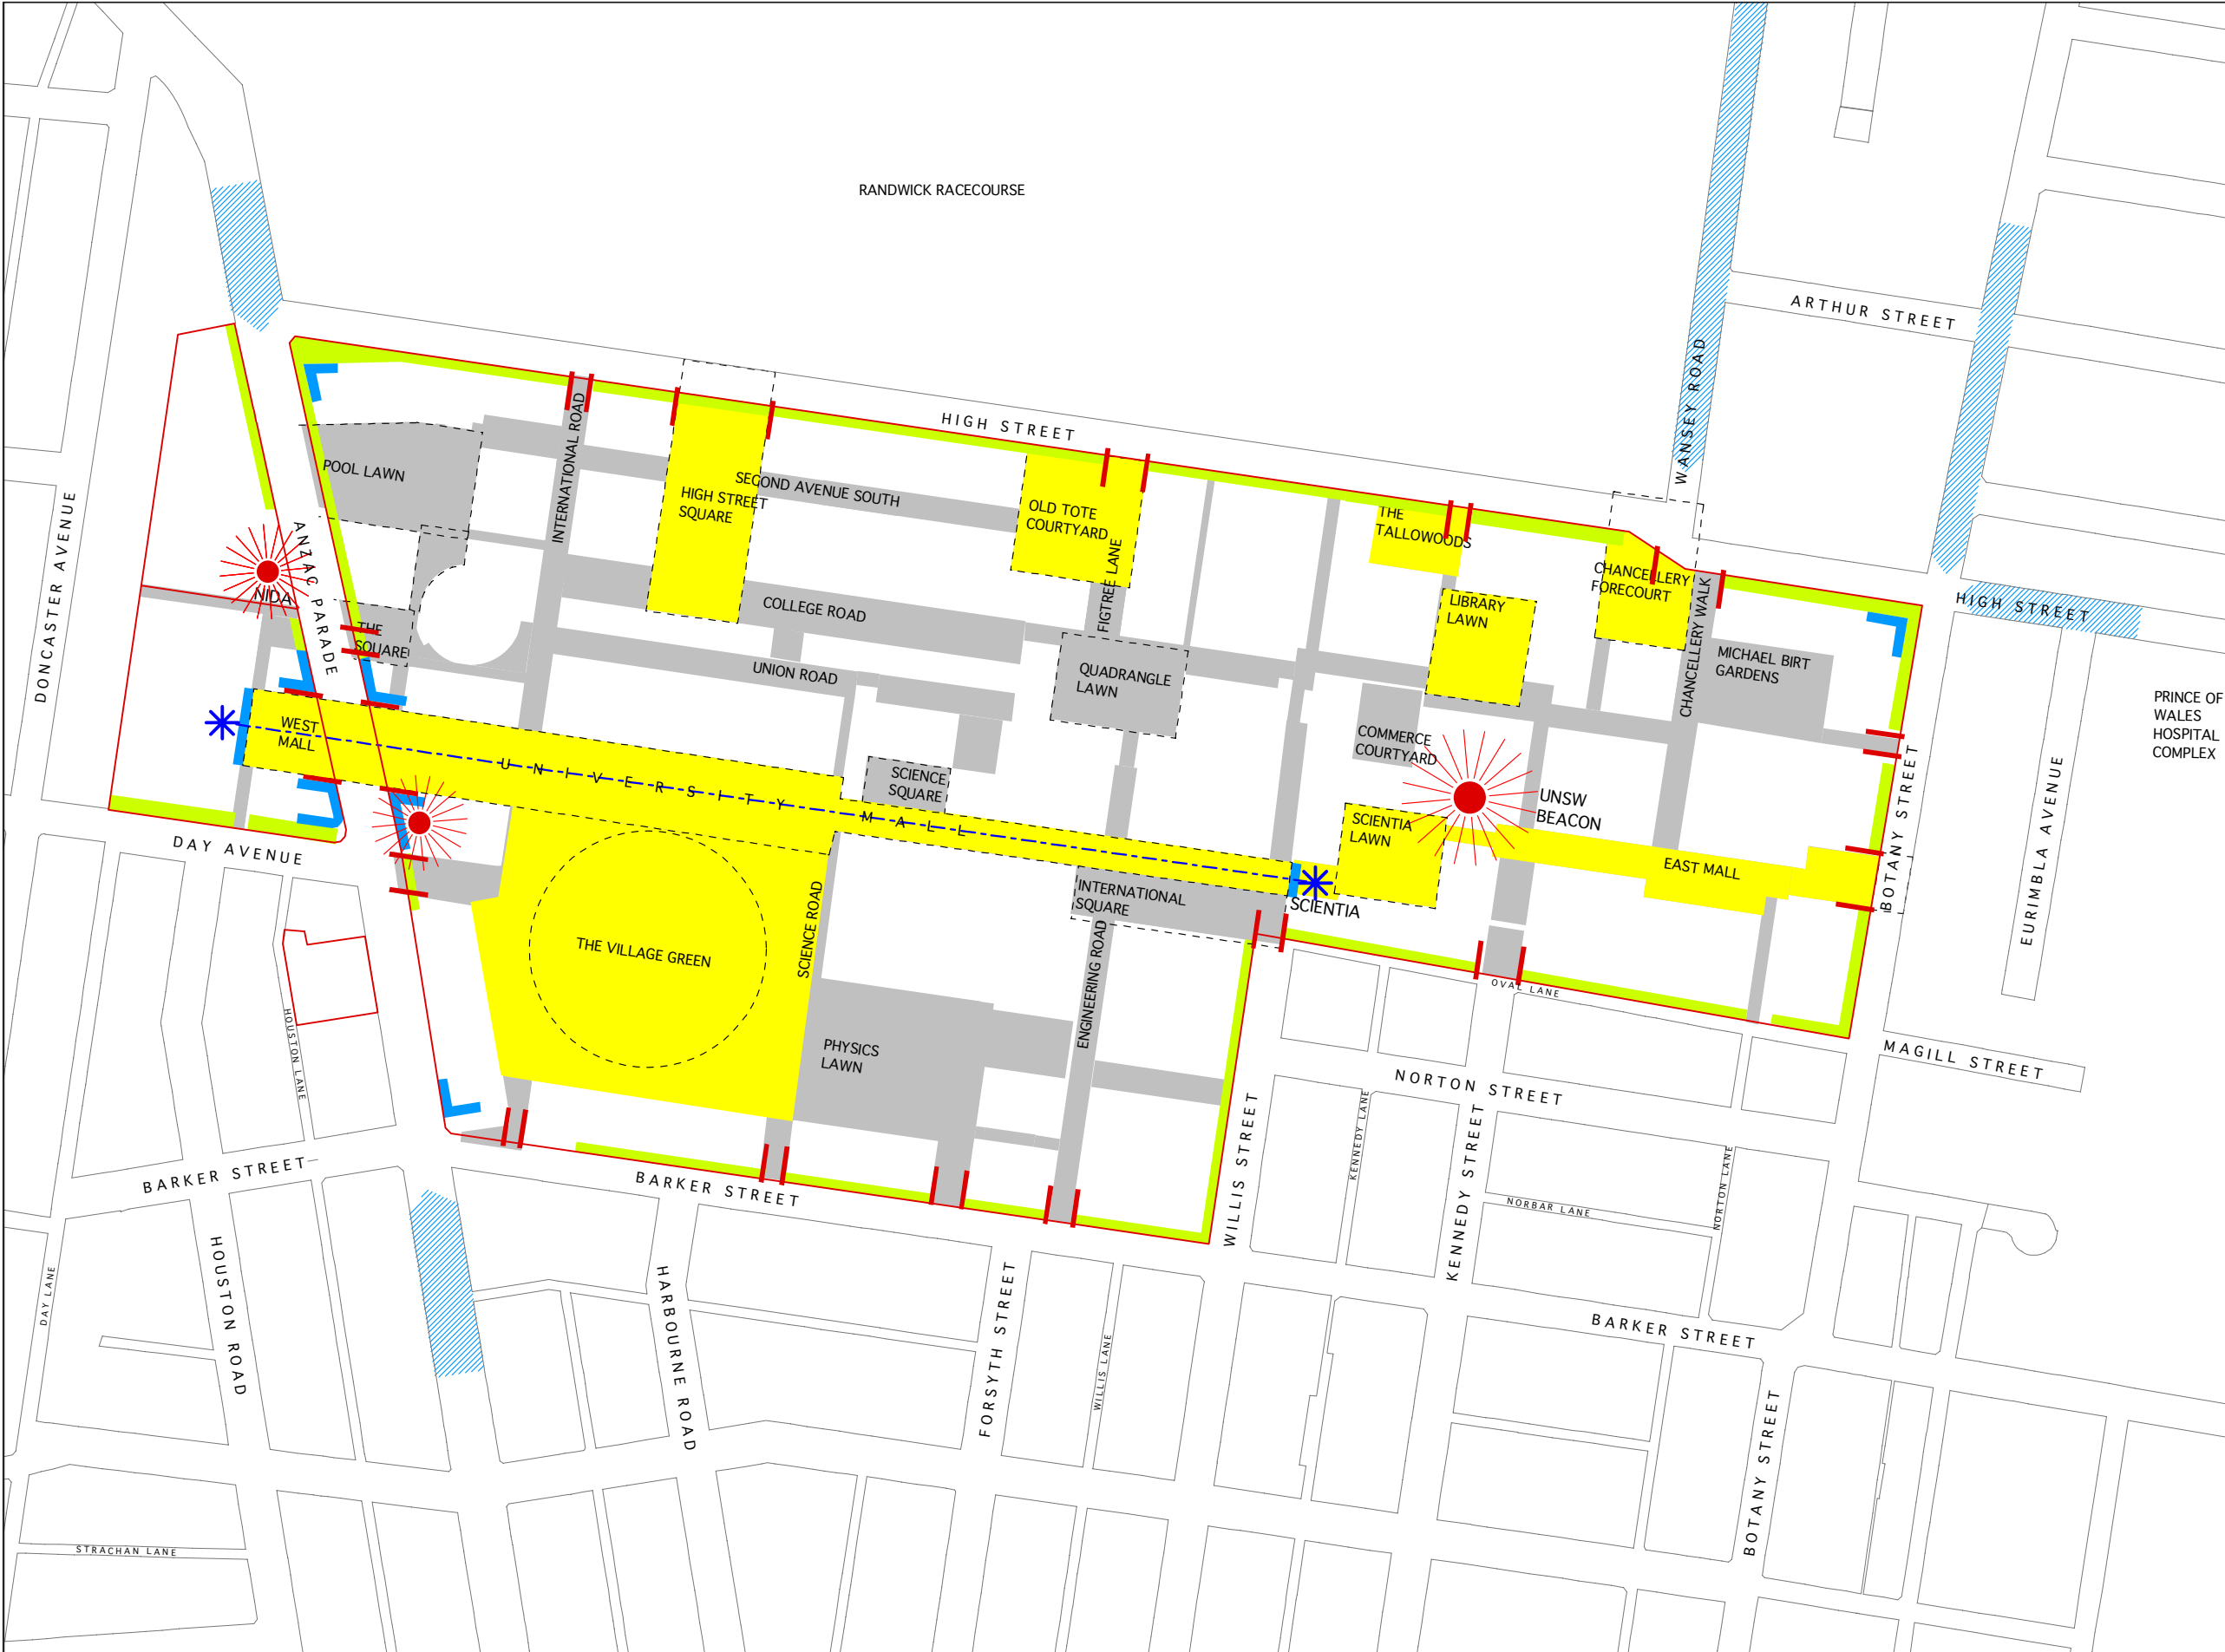 RANDWICK RACECOURSE
ARTHUR STREET
WANSEY ROAD
HIGH STREET
INTERNATIONAL ROAD
POOL LAWN
SECOND AVENUE SOUTH
HIGH STREET
SQUARE
OLD TOTE
COURTYARD
THE
TALLOWOODS
CHANCELLERY
FORECOURT
DONCASTER AVENUE
ANZAC PARADE
NIDA
COLLEGE ROAD
FIGTREE LANE
LIBRARY
LAWN
CHANCELLERY WALK
HIGH STREET
THE
SQUARE
UNION ROAD
QUADRANGLE
LAWN
MICHAEL BIRT
GARDENS
PRINCE OF
WALES
HOSPITAL
COMPLEX
WEST
MALL
COMMERCE
COURTYARD
UNIVERSITY MALL
SCIENCE
SQUARE
UNSW
BEACON
SCIENTIA
LAWN
BOTANY STREET
EURIMBLA AVENUE
DAY AVENUE
EAST MALL
INTERNATIONAL
SQUARE
SCIENTIA
THE VILLAGE GREEN
SCIENCE ROAD
ENGINEERING ROAD
OVAL LANE
HOUSTON LANE
PHYSICS
LAWN
MAGILL STREET
NORTON STREET
WILLIS STREET
KENNEDY LANE
KENNEDY STREET
NORTON LANE
BARKER STREET
BARKER STREET
NORBAR LANE
HOUSTON ROAD
DAY LANE
HARBOURNE ROAD
FORSYTH STREET
WILLIS LANE
BARKER STREET
BOTANY STREET
STRACHAN LANE